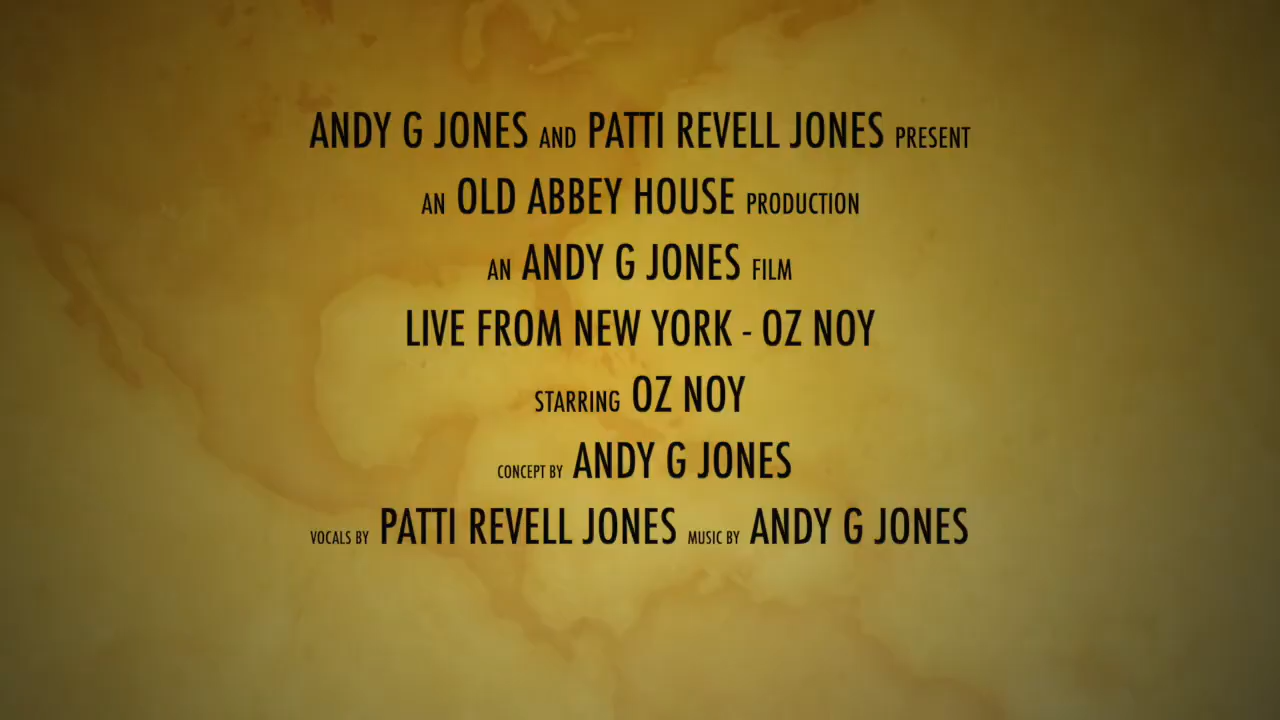 ANDY G JONES AND PATTI REVELL JONES PRESENT
AN OLD ABBEY HOUSE PRODUCTION
AN ANDY G JONES FILM
LIVE FROM NEW YORK - OZ NOY
STARRING OZ NOY
CONCEPT BY ANDY G JONES
VOCALS BY PATTI REVELL JONES MUSIC BY ANDY G JONES